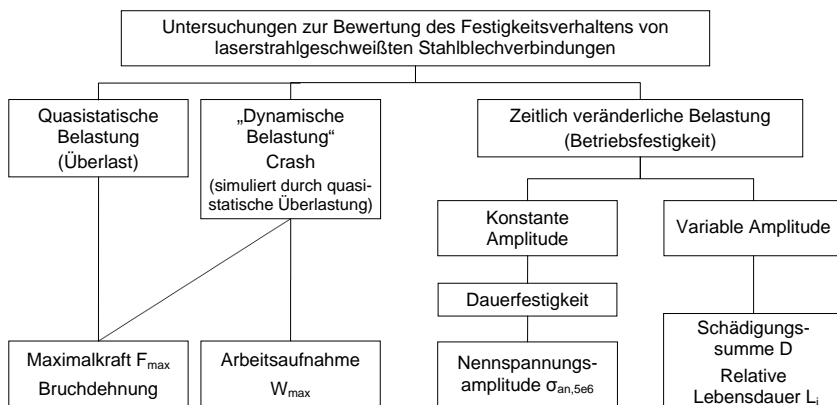 Untersuchungen zur Bewertung des Festigkeitsverhaltens von
laserstrahlgeschweißten Stahlblechverbindungen
Quasistatische
Belastung
(Überlast)
„Dynamische
Belastung“
Crash
(simuliert durch quasi-
statische Überlastung)
Zeitlich veränderliche Belastung
(Betriebsfestigkeit)
Konstante
Amplitude
Variable Amplitude
Dauerfestigkeit
Maximalkraft Fmax
Bruchdehnung
Arbeitsaufnahme
Wmax
Nennspannungs-
amplitude σan,5e6
Schädigungs-
summe D
Relative
Lebensdauer Li